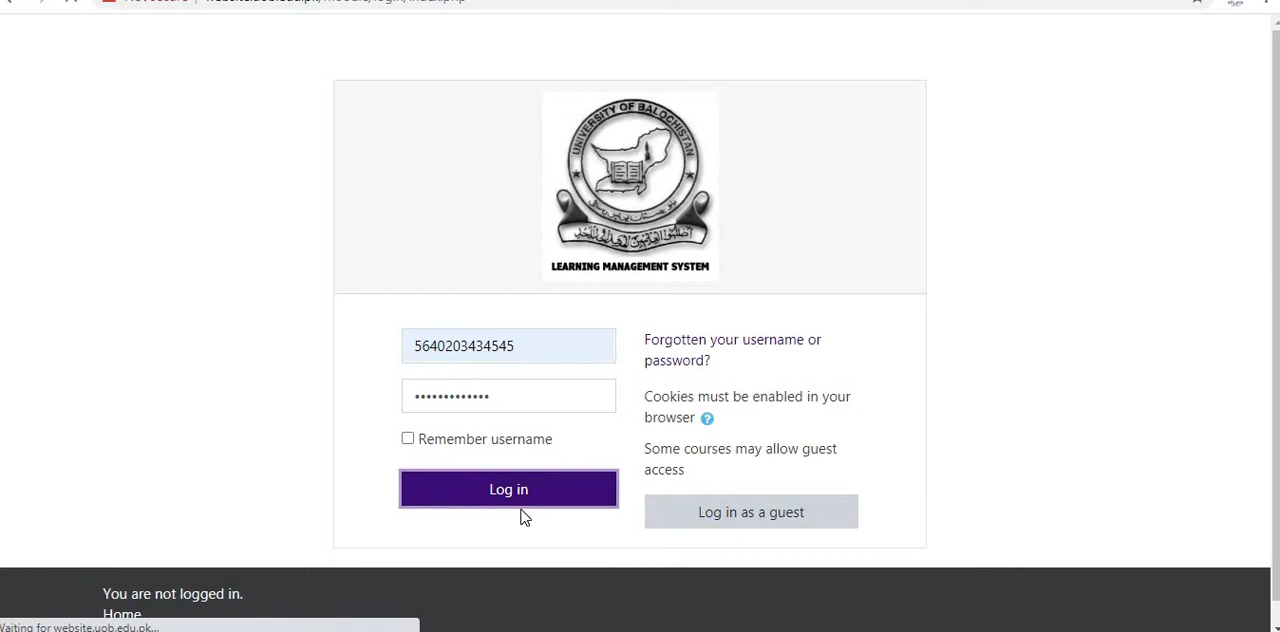 UNIVERSITY OF BALOCHISTAN
LEARNING MANAGEMENT SYSTEM
5640203434545
•••••••••••••
Remember username
Log in
Forgotten your username or
password?
Cookies must be enabled in your
browser ?
Some courses may allow guest
access
Log in as a guest
You are not logged in.
Home
Waiting for website.uob.edu.pk...